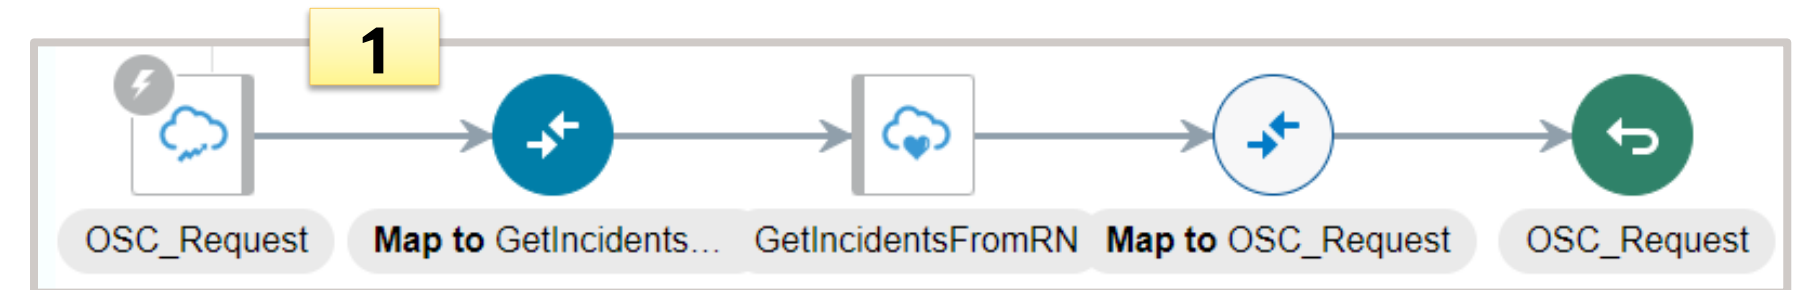 1
OSC_Request
Map to GetIncidents...
GetIncidentsFromRN
Map to OSC_Request
OSC_Request